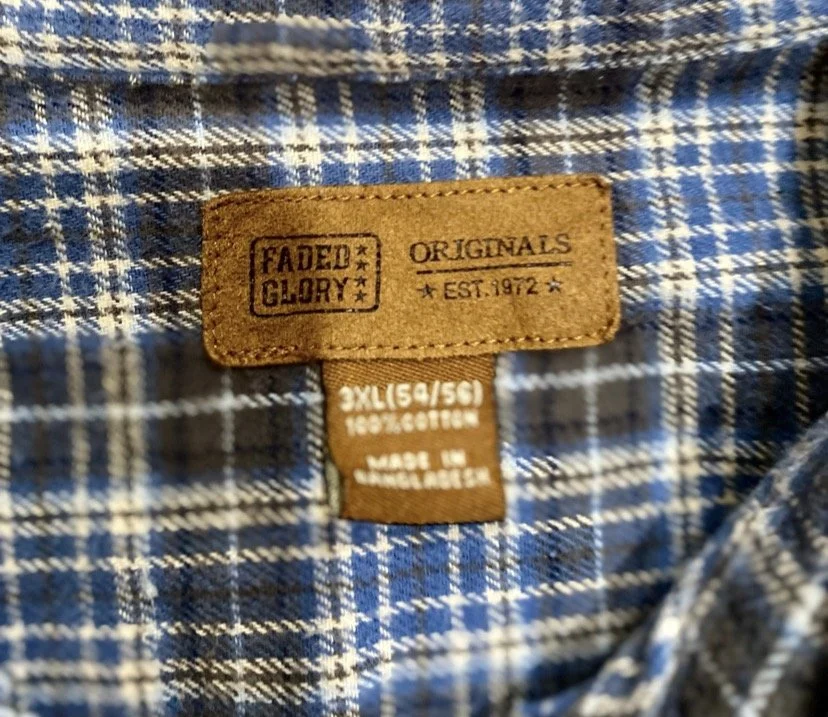 FADED
GLORY
ORIGINALS
EST. 1972
3XL(54/56)
100% COTTON
MADE IN
BANGLADESH